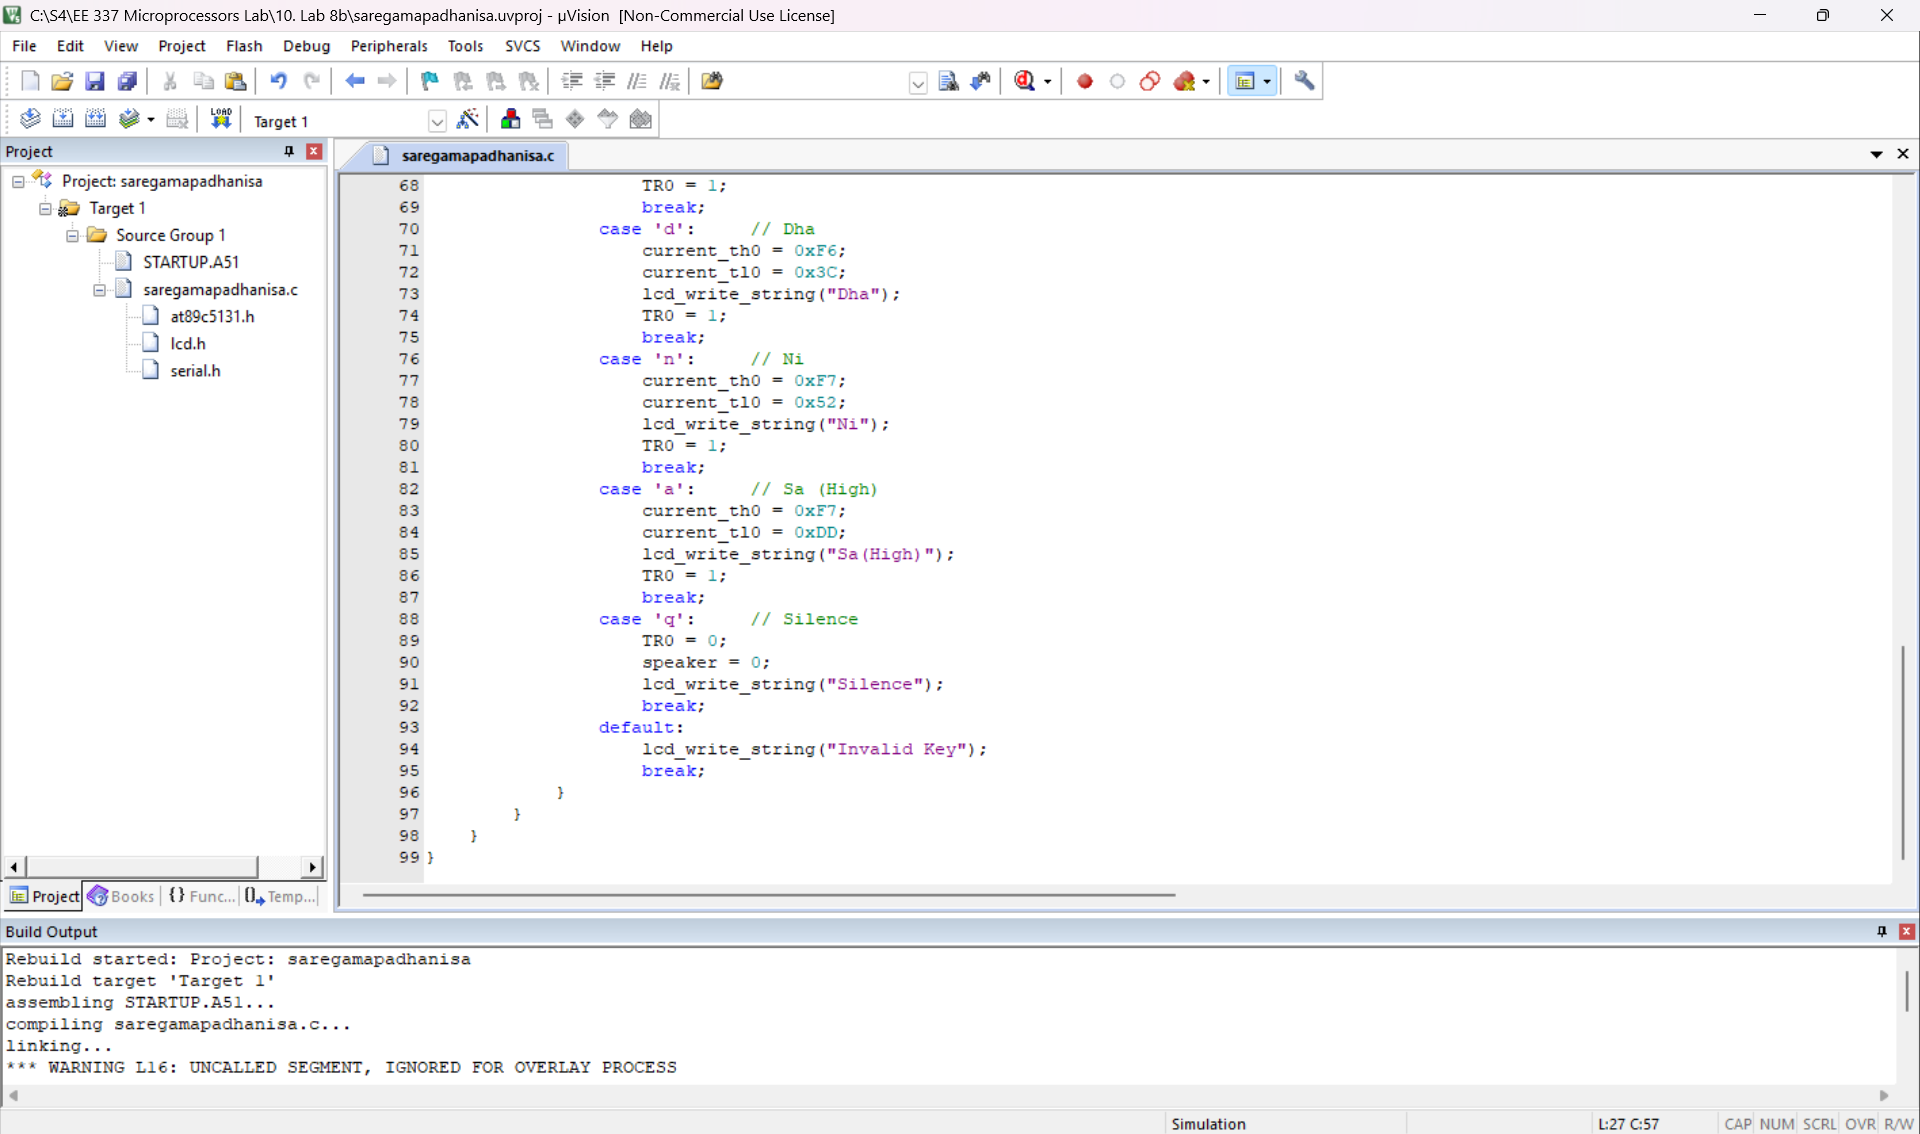 C:\S4\EE 337 Microprocessors Lab\10. Lab 8b\saregamapadhanisa.uvproj - µVision [Non-Commercial Use License]
File Edit View Project Flash Debug Peripherals Tools SVCS Window Help
LOAD Target 1
Project
saregamapadhanisa.c
Project: saregamapadhanisa
Target 1
Source Group 1
STARTUP.A51
saregamapadhanisa.c
at89c5131.h
lcd.h
serial.h
Project Books Func... Temp...
68 TR0 = 1;
69 break;
70 case 'd': // Dha
71 current_th0 = 0xF6;
72 current_tl0 = 0x3C;
73 lcd_write_string("Dha");
74 TR0 = 1;
75 break;
76 case 'n': // Ni
77 current_th0 = 0xF7;
78 current_tl0 = 0x52;
79 lcd_write_string("Ni");
80 TR0 = 1;
81 break;
82 case 'a': // Sa (High)
83 current_th0 = 0xF7;
84 current_tl0 = 0xDD;
85 lcd_write_string("Sa(High)");
86 TR0 = 1;
87 break;
88 case 'q': // Silence
89 TR0 = 0;
90 speaker = 0;
91 lcd_write_string("Silence");
92 break;
93 default:
94 lcd_write_string("Invalid Key");
95 break;
96 }
97 }
98 }
99 }
Build Output
Rebuild started: Project: saregamapadhanisa
Rebuild target 'Target 1'
assembling STARTUP.A51...
compiling saregamapadhanisa.c...
linking...
*** WARNING L16: UNCALLED SEGMENT, IGNORED FOR OVERLAY PROCESS
Simulation L:27 C:57 CAP NUM SCRL OVR R/W